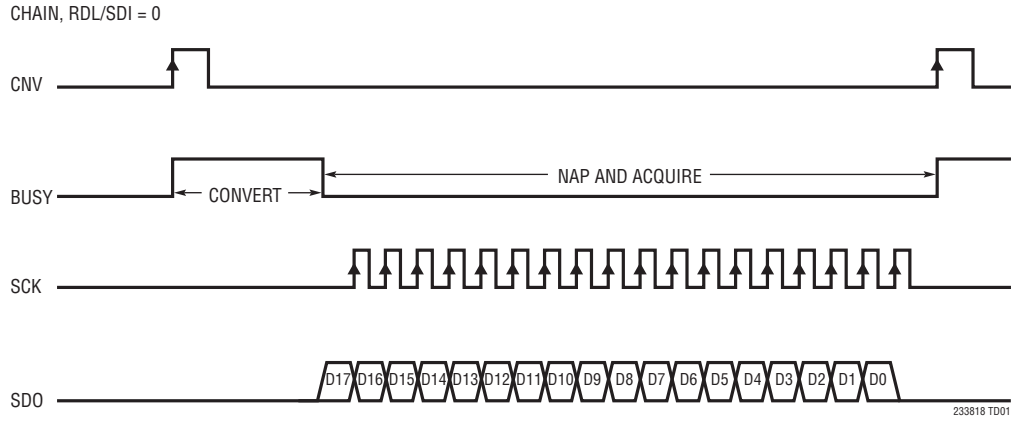 CHAIN, RDL/SDI = 0
CNV
BUSY
CONVERT
NAP AND ACQUIRE
SCK
SDO
D17 D16 D15 D14 D13 D12 D11 D10 D9 D8 D7 D6 D5 D4 D3 D2 D1 D0
233818 TD01